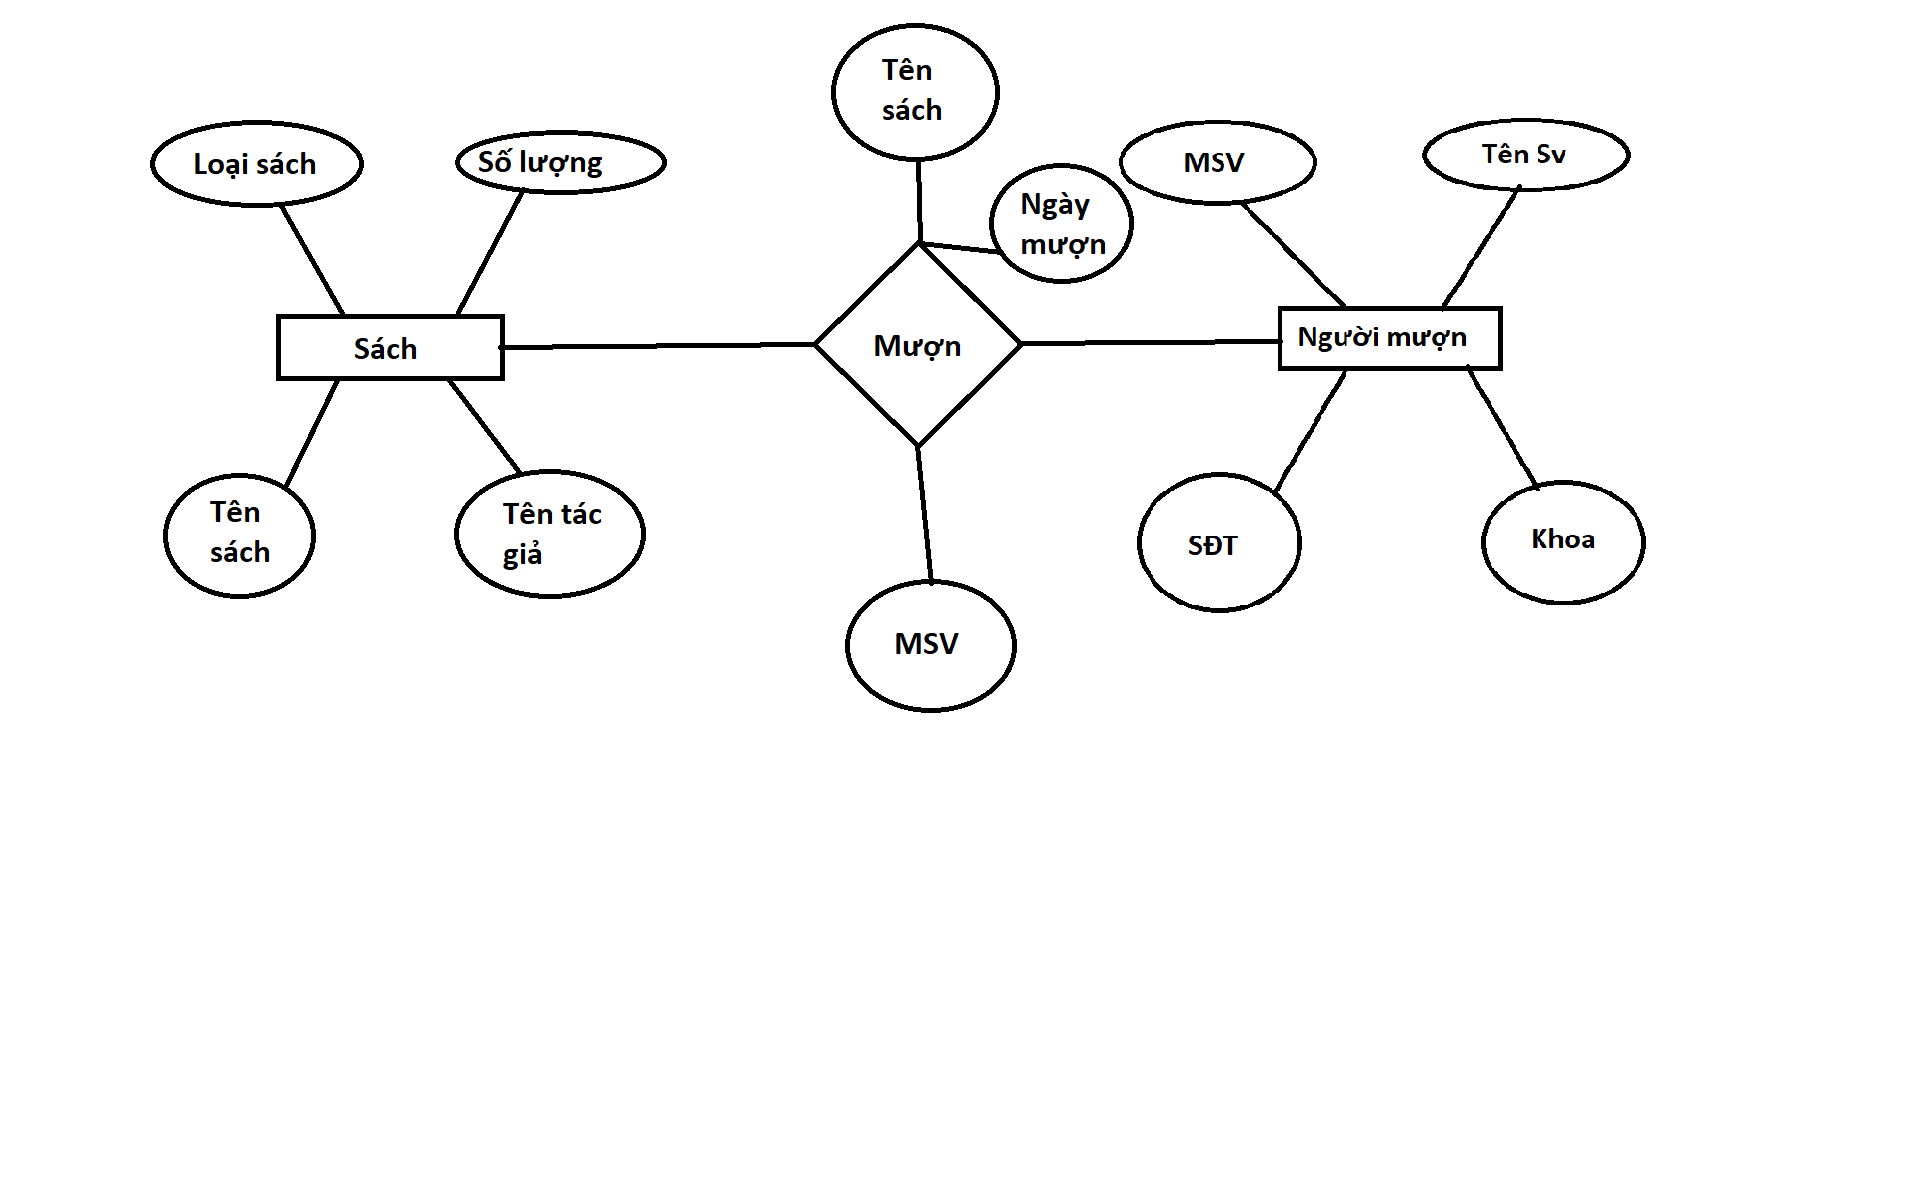 Tên
sách
Loại sách
Số lượng
MSV
Tên Sv
Ngày
mượn
Sách
Mượn
Người mượn
Tên
sách
Tên tác
giả
SĐT
Khoa
MSV